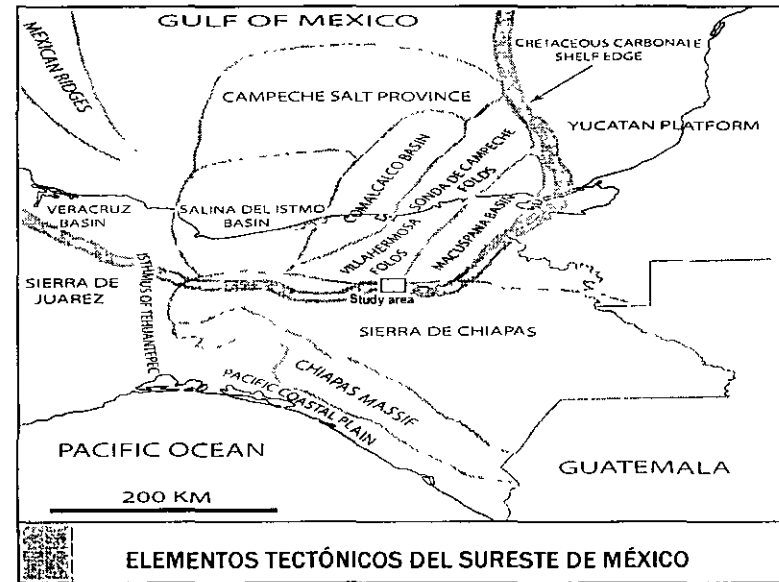 GULF OF MEXICO
MEXICAN RIDGES
CRETACEOUS CARBONATE
SHELF EDGE
CAMPECHE SALT PROVINCE
YUCATAN PLATFORM
COMALCALCO BASIN
SONDA DE CAMPECHE
FOLDS
VERACRUZ
BASIN
SALINA DEL ISTMO
BASIN
VILLAHERMOSA
FOLDS
MACUSPANA BASIN
SIERRA DE
JUAREZ
ISTHMUS OF TEHUANTEPEC
Study area
SIERRA DE CHIAPAS
CHIAPAS MASSIF
PACIFIC COASTAL PLAIN
PACIFIC OCEAN
GUATEMALA
200 KM
ELEMENTOS TECTÓNICOS DEL SURESTE DE MÉXICO